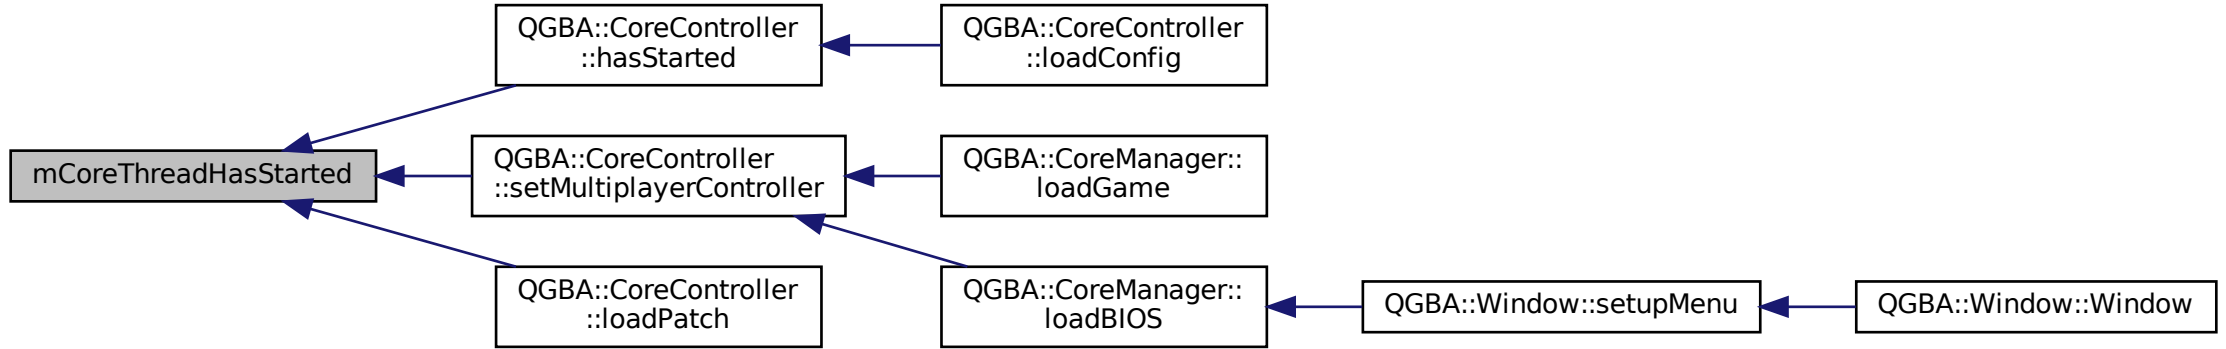 mCoreThreadHasStarted
QGBA::CoreController
::hasStarted
QGBA::CoreController
::loadConfig
QGBA::CoreController
::setMultiplayerController
QGBA::CoreManager::
loadGame
QGBA::CoreController
::loadPatch
QGBA::CoreManager::
loadBIOS
QGBA::Window::setupMenu
QGBA::Window::Window